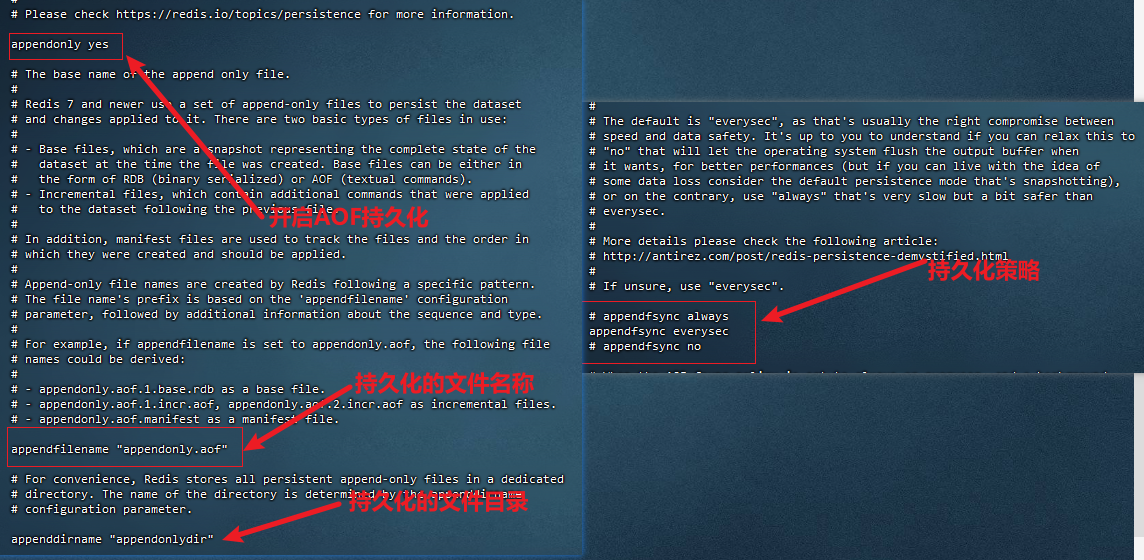 #
# Please check https://redis.io/topics/persistence for more information.
appendonly yes
# The base name of the append only file.
#
# Redis 7 and newer use a set of append-only files to persist the dataset
# and changes applied to it. There are two basic types of files in use:
#
# - Base files, which are a snapshot representing the complete state of the
#   dataset at the time the file was created. Base files can be either in
#   the form of RDB (binary serialized) or AOF (textual commands).
# - Incremental files, which contain additional commands that were applied
#   to the dataset following the previous file.
开启AOF持久化
#
# In addition, manifest files are used to track the files and the order in
# which they were created and should be applied.
#
# Append-only file names are created by Redis following a specific pattern.
# The file name's prefix is based on the 'appendfilename' configuration
# parameter, followed by additional information about the sequence and type.
#
# For example, if appendfilename is set to appendonly.aof, the following file
# names could be derived:
#
持久化的文件名称
# - appendonly.aof.1.base.rdb as a base file.
# - appendonly.aof.1.incr.aof, appendonly.aof.2.incr.aof as incremental files.
# - appendonly.aof.manifest as a manifest file.
appendfilename "appendonly.aof"
# For convenience, Redis stores all persistent append-only files in a dedicated
# directory. The name of the directory is determined by the appenddirname
持久化的文件目录
# configuration parameter.
appenddirname "appendonlydir"
#
# The default is "everysec", as that's usually the right compromise between
# speed and data safety. It's up to you to understand if you can relax this to
# "no" that will let the operating system flush the output buffer when
# it wants, for better performances (but if you can live with the idea of
# some data loss consider the default persistence mode that's snapshotting),
# or on the contrary, use "always" that's very slow but a bit safer than
# everysec.
#
# More details please check the following article:
# http://antirez.com/post/redis-persistence-demystified.html
持久化策略
#
# If unsure, use "everysec".
# appendfsync always
appendfsync everysec
# appendfsync no